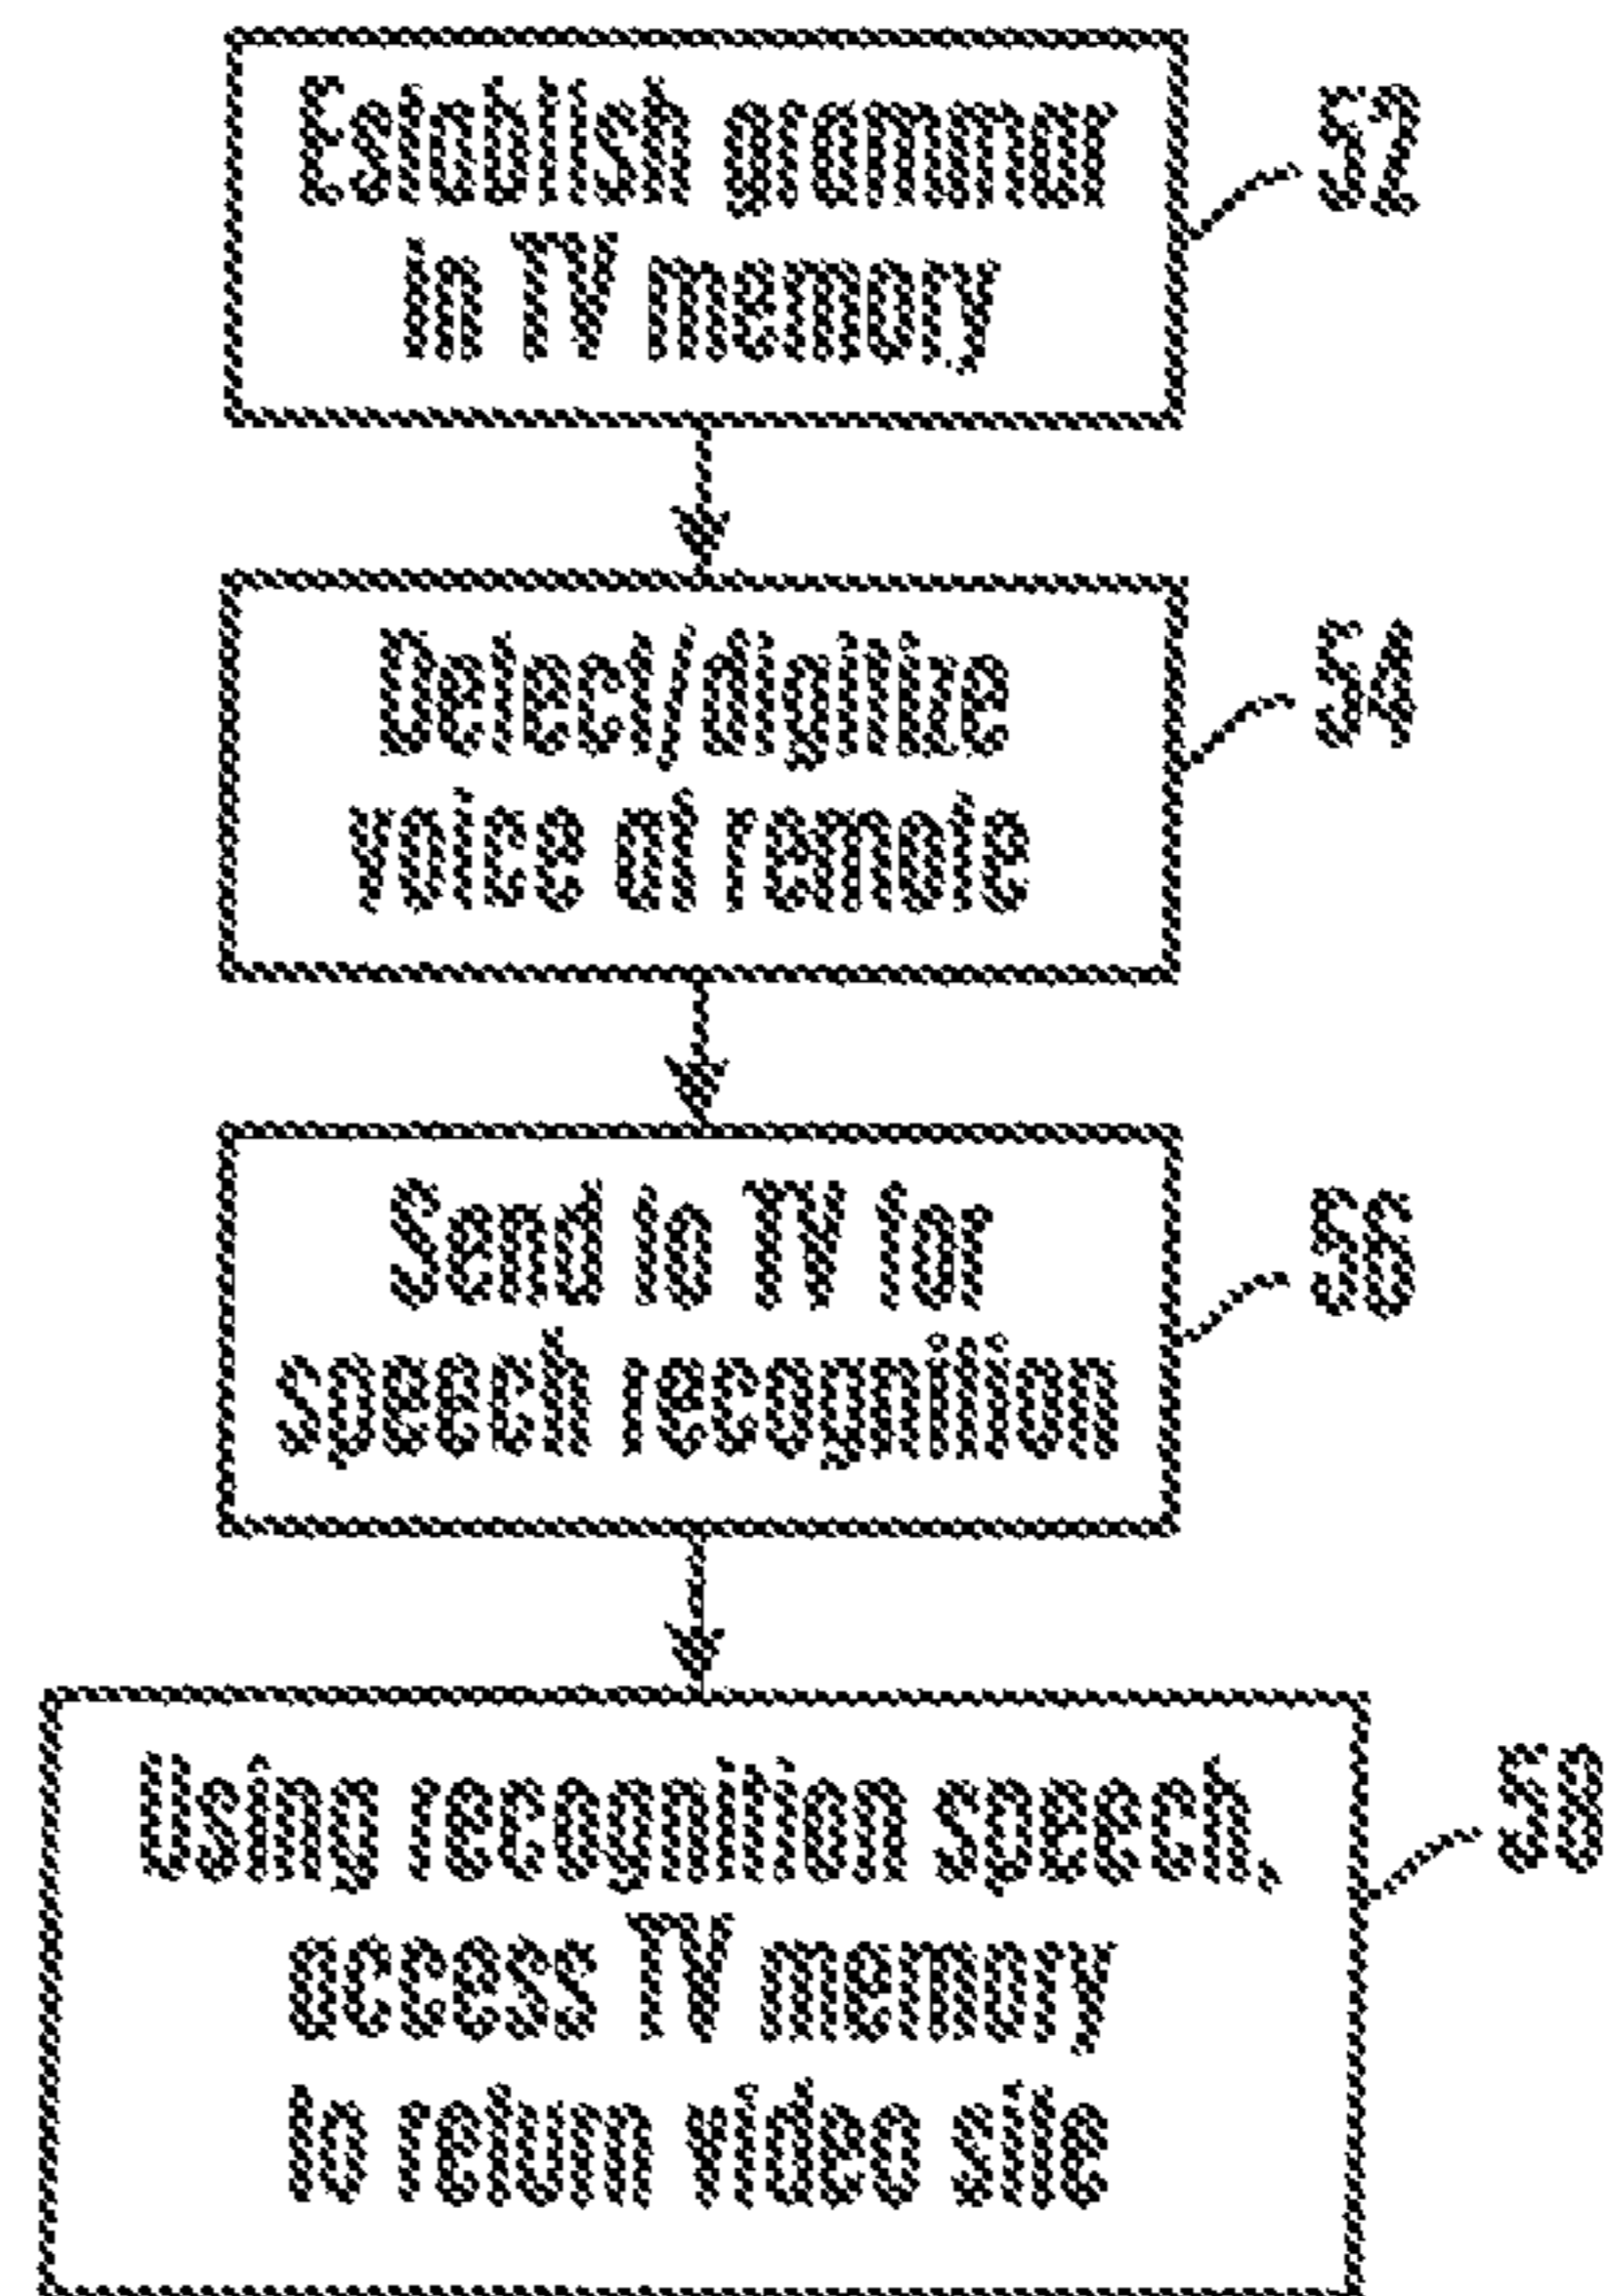 Establish grammar
in TV memory
52
Detect/digitize
voice at remote
54
Send to TV for
speech recognition
56
Using recognition speech,
access TV memory
to return video site
58